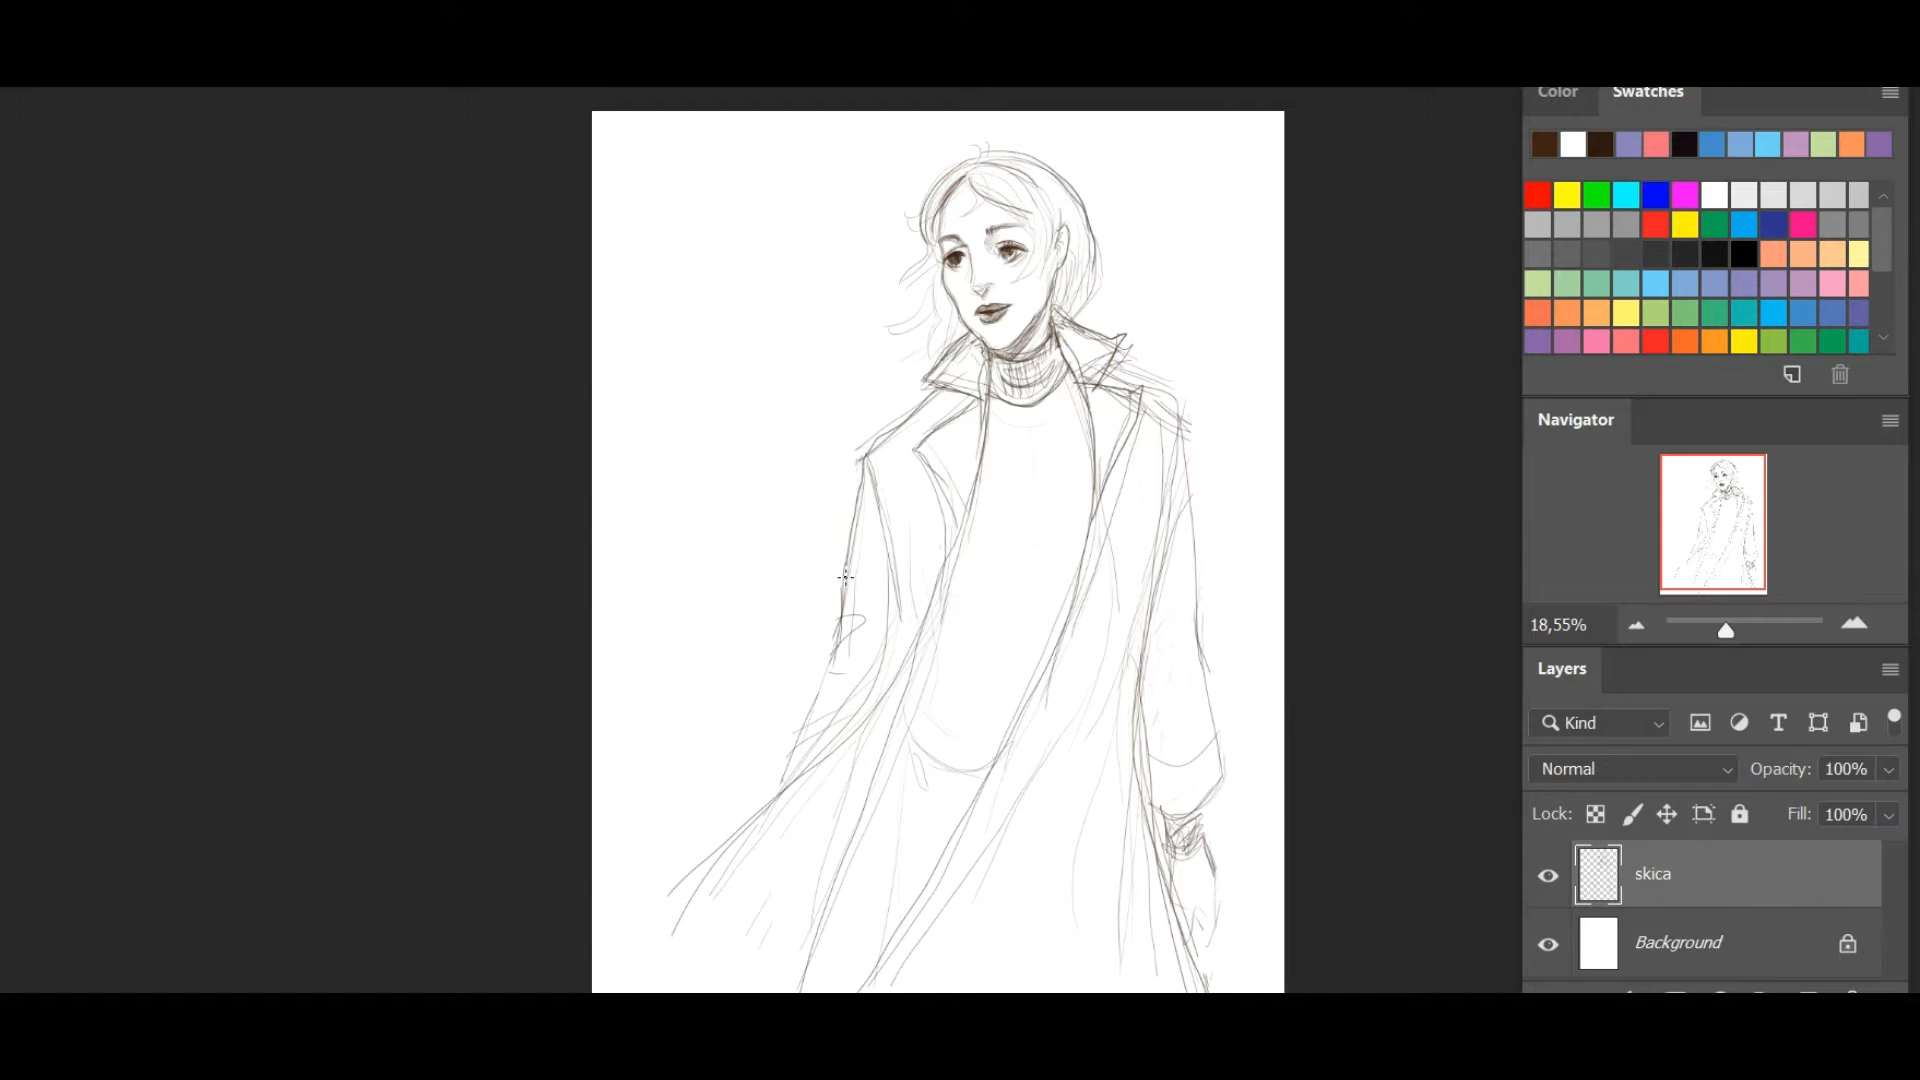 Color Swatches
Navigator
18,55%
Layers
Kind
Normal Opacity: 100%
Lock: Fill: 100%
skica
Background